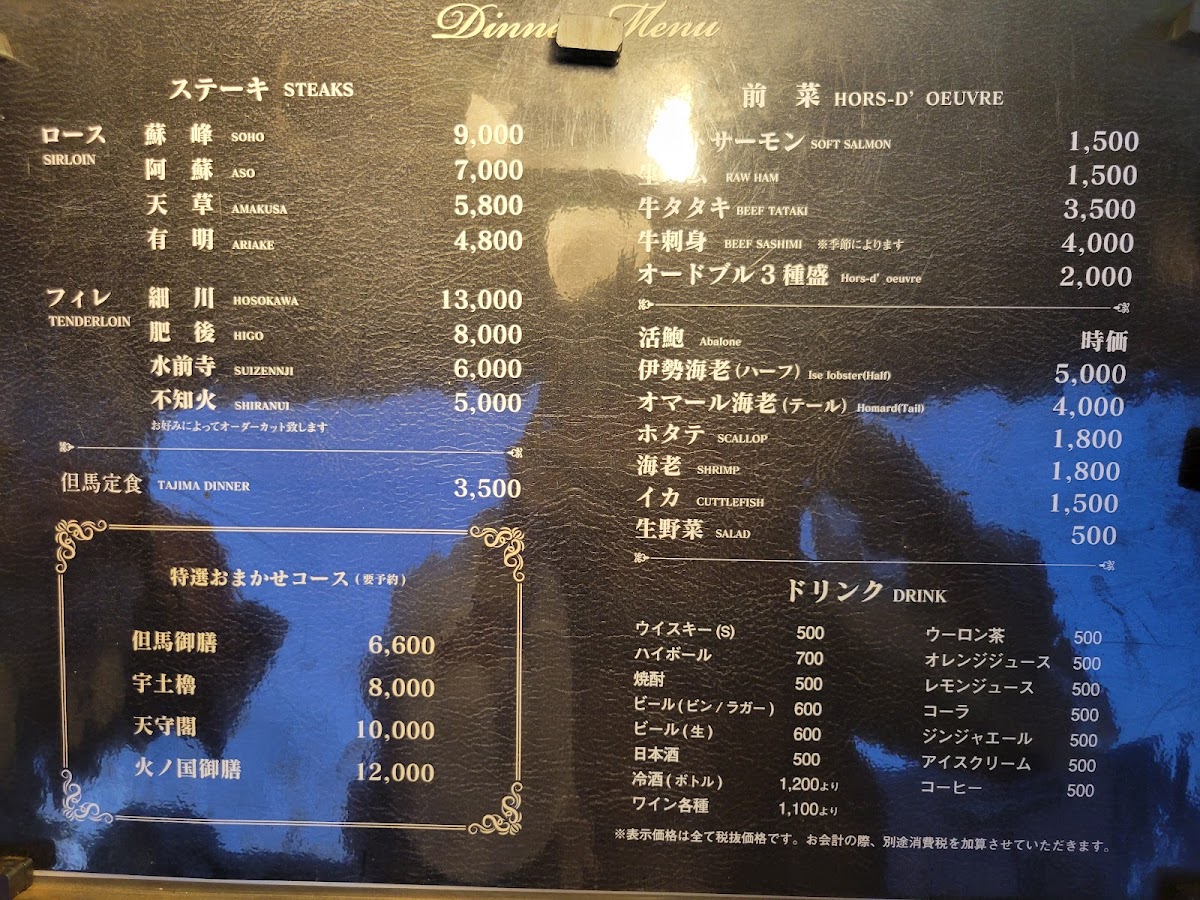 Dinne Menu
ステーキ STEAKS
ロース 蘇峰 SOHO 9,000
SIRLOIN
阿蘇 ASO 7,000
天草 AMAKUSA 5,800
有明 ARIAKE 4,800
フィレ 細川 HOSOKAWA 13,000
TENDERLOIN
肥後 HIGO 8,000
水前寺 SUIZENNJI 6,000
不知火 SHIRANUI 5,000
お好みによってオーダーカット致します
但馬定食 TAJIMA DINNER 3,500
特選おまかせコース(要予約)
但馬御膳 6,600
宇土櫓 8,000
天守閣 10,000
火ノ国御膳 12,000
前菜 HORS-D' OEUVRE
サーモン SOFT SALMON 1,500
RAW HAM 1,500
牛タタキ BEEF TATAKI 3,500
牛刺身 BEEF SASHIMI ※季節によります 4,000
オードブル3種盛 Hors-d' oeuvre 2,000
活鮑 Abalone 時価
伊勢海老(ハーフ) Ise lobster(Half) 5,000
オマール海老(テール) Homard(Tail) 4,000
ホタテ SCALLOP 1,800
海老 SHRIMP 1,800
イカ CUTTLEFISH 1,500
生野菜 SALAD 500
ドリンク DRINK
ウイスキー(S) 500
ハイボール 700
焼酎 500
ビール(ビン/ラガー) 600
ビール(生) 600
日本酒 500
冷酒(ボトル) 1,200より
ワイン各種 1,100より
ウーロン茶 500
オレンジジュース 500
レモンジュース 500
コーラ 500
ジンジャエール 500
アイスクリーム 500
コーヒー 500
※表示価格は全て税抜価格です。お会計の際、別途消費税を加算させていただきます。